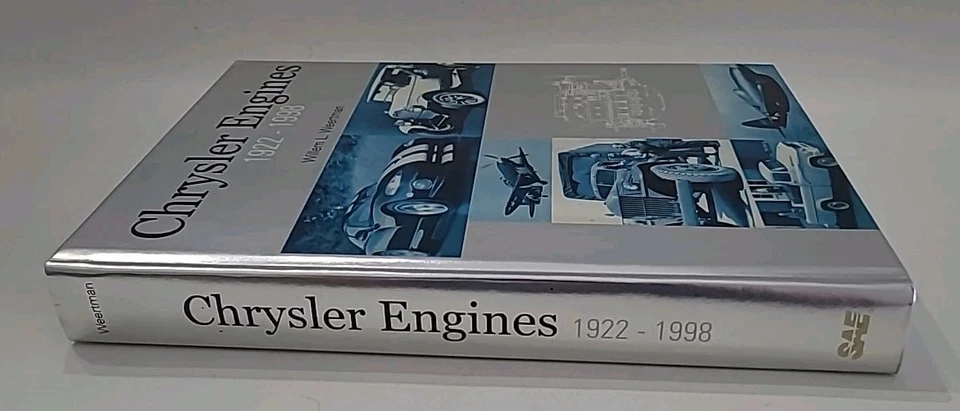 Chrysler Engines
1922 - 1998
Willem L. Weertman
Weertman
Chrysler Engines 1922 - 1998
SAE